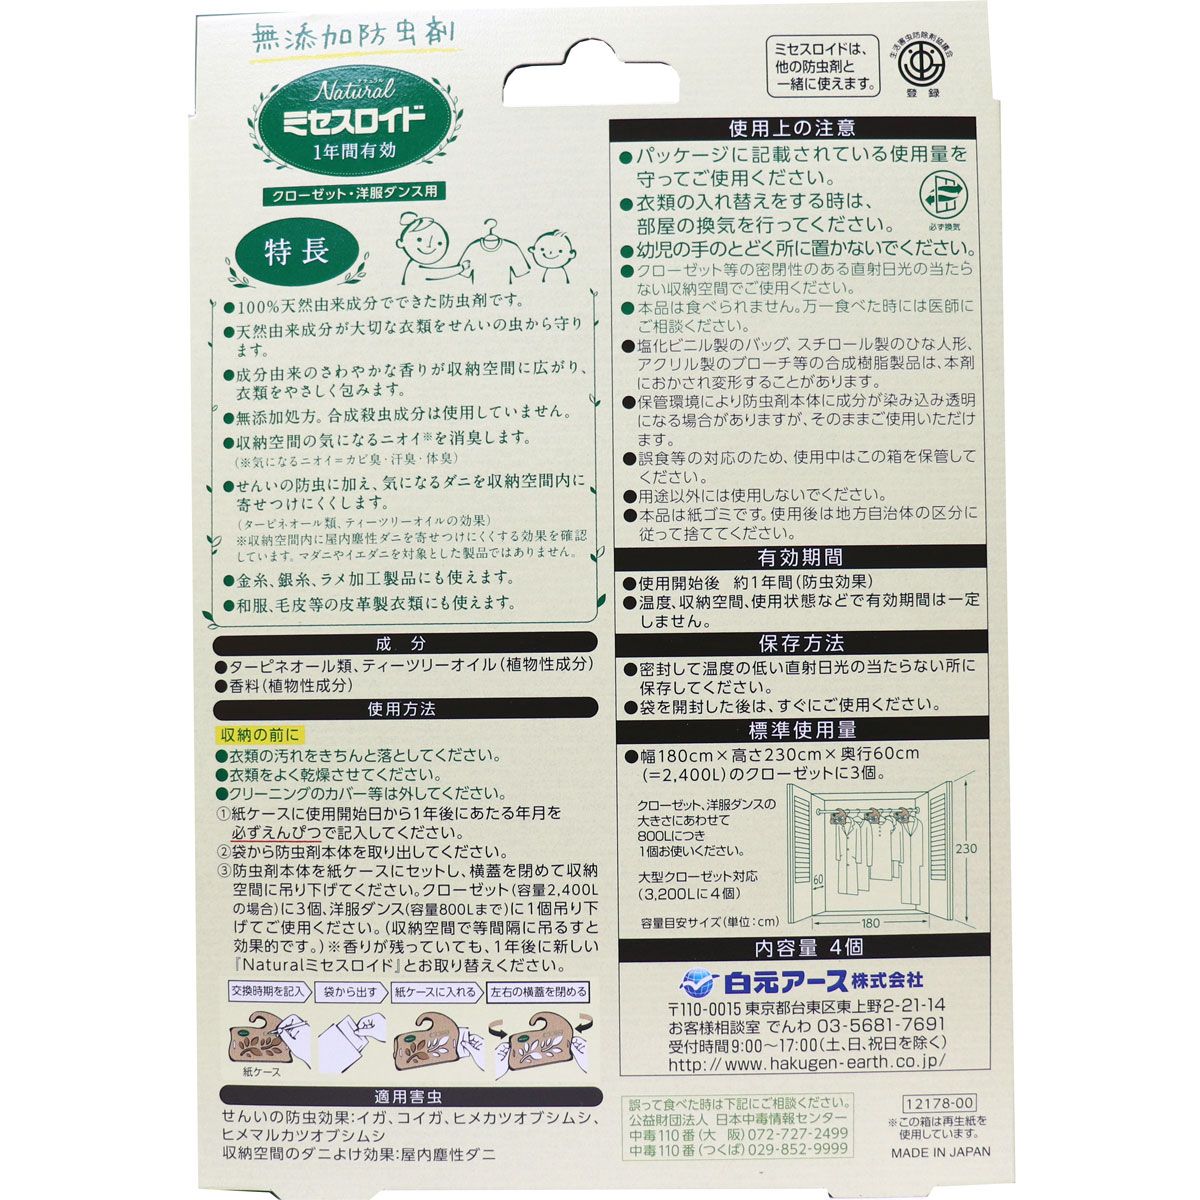 無添加防虫剤
ナチュラル
Natural
ミセスロイド
1年間有効
クローゼット・洋服ダンス用
ミセスロイドは、
他の防虫剤と
一緒に使えます。
生活害虫防除剤協議会
登録
特長
●100%天然由来成分でできた防虫剤です。
●天然由来成分が大切な衣類をせんいの虫から守り
ます。
●成分由来のさわやかな香りが収納空間に広がり、
衣類をやさしく包みます。
●無添加処方。合成殺虫成分は使用していません。
●収納空間の気になるニオイ※を消臭します。
(※気になるニオイ=カビ臭・汗臭・体臭)
●せんいの防虫に加え、気になるダニを収納空間内に
寄せつけにくくします。
(ターピネオール類、ティーツリーオイルの効果)
※収納空間内に屋内塵性ダニを寄せつけにくくする効果を確認
しています。マダニやイエダニを対象とした製品ではありません。
●金糸、銀糸、ラメ加工製品にも使えます。
●和服、毛皮等の皮革製衣類にも使えます。
成分
●ターピネオール類、ティーツリーオイル(植物性成分)
●香料(植物性成分)
使用方法
収納の前に
●衣類の汚れをきちんと落としてください。
●衣類をよく乾燥させてください。
●クリーニングのカバー等は外してください。
①紙ケースに使用開始日から1年後にあたる年月を
必ずえんぴつで記入してください。
②袋から防虫剤本体を取り出してください。
③防虫剤本体を紙ケースにセットし、横蓋を閉めて収納
空間に吊り下げてください。クローゼット(容量2,400L
の場合)に3個、洋服ダンス(容量800Lまで)に1個吊り下
げてご使用ください。(収納空間で等間隔に吊るすと
効果的です。)※香りが残っていても、1年後に新しい
『Naturalミセスロイド』とお取り替えください。
交換時期を記入
袋から出す
紙ケースに入れる
左右の横蓋を閉める
紙ケース
適用害虫
せんいの防虫効果:イガ、コイガ、ヒメカツオブシムシ、
ヒメマルカツオブシムシ
収納空間のダニよけ効果:屋内塵性ダニ
使用上の注意
●パッケージに記載されている使用量を
守ってご使用ください。
●衣類の入れ替えをする時は、
部屋の換気を行ってください。
必ず換気
●幼児の手のとどく所に置かないでください。
●クローゼット等の密閉性のある直射日光の当たら
ない収納空間でご使用ください。
●本品は食べられません。万一食べた時には医師に
ご相談ください。
●塩化ビニル製のバッグ、スチロール製のひな人形、
アクリル製のブローチ等の合成樹脂製品は、本剤
におかされ変形することがあります。
●保管環境により防虫剤本体に成分が染み込み透明
になる場合がありますが、そのままご使用いただけ
ます。
●誤食等の対応のため、使用中はこの箱を保管して
ください。
●用途以外には使用しないでください。
●本品は紙ゴミです。使用後は地方自治体の区分に
従って捨ててください。
有効期間
●使用開始後 約1年間(防虫効果)
●温度、収納空間、使用状態などで有効期間は一定
しません。
保存方法
●密封して温度の低い直射日光の当たらない所に
保存してください。
●袋を開封した後は、すぐにご使用ください。
標準使用量
●幅180cm×高さ230cm×奥行60cm
(=2,400L)のクローゼットに3個。
クローゼット、洋服ダンスの
大きさにあわせて
800Lにつき
1個お使いください。
大型クローゼット対応
(3,200Lに4個)
容量目安サイズ(単位:cm)
60
180
230
内容量 4個
白元アース株式会社
〒110-0015 東京都台東区東上野2-21-14
お客様相談室 でんわ 03-5681-7691
受付時間9:00~17:00(土、日、祝日を除く)
http://www.hakugen-earth.co.jp/
誤って食べた時は下記にご相談ください。
公益財団法人 日本中毒情報センター
中毒110番(大 阪)072-727-2499
中毒110番(つくば)029-852-9999
12178-00
※この箱は再生紙を
使用しています。
MADE IN JAPAN